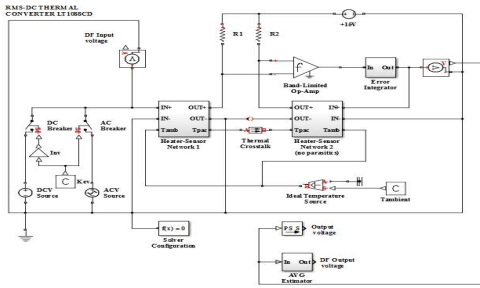 RMS-DC THERMAL
CONVERTER LT1088CD
DF Input
voltage
A
R1
R2
+16V
Band-Limited
Op-Amp
In
Out
Error
Integrator
V
DC
Breaker
AC
Breaker
Inv
C
Key
DCV
Source
ACV
Source
IN+
OUT+
IN-
OUT-
Tamb
Tpac
Heater-Sensor
Network 1
Thermal
Crosstalk
OUT+
IN+
OUT-
IN-
Tpac
Tamb
Heater-Sensor
Network 2
(no parasitics)
Ideal Temperature
Source
C
Tambient
f(x) = 0
Solver
Configuration
PS S
Output
voltage
In
Out
DF Output
voltage
AVG
Estimator